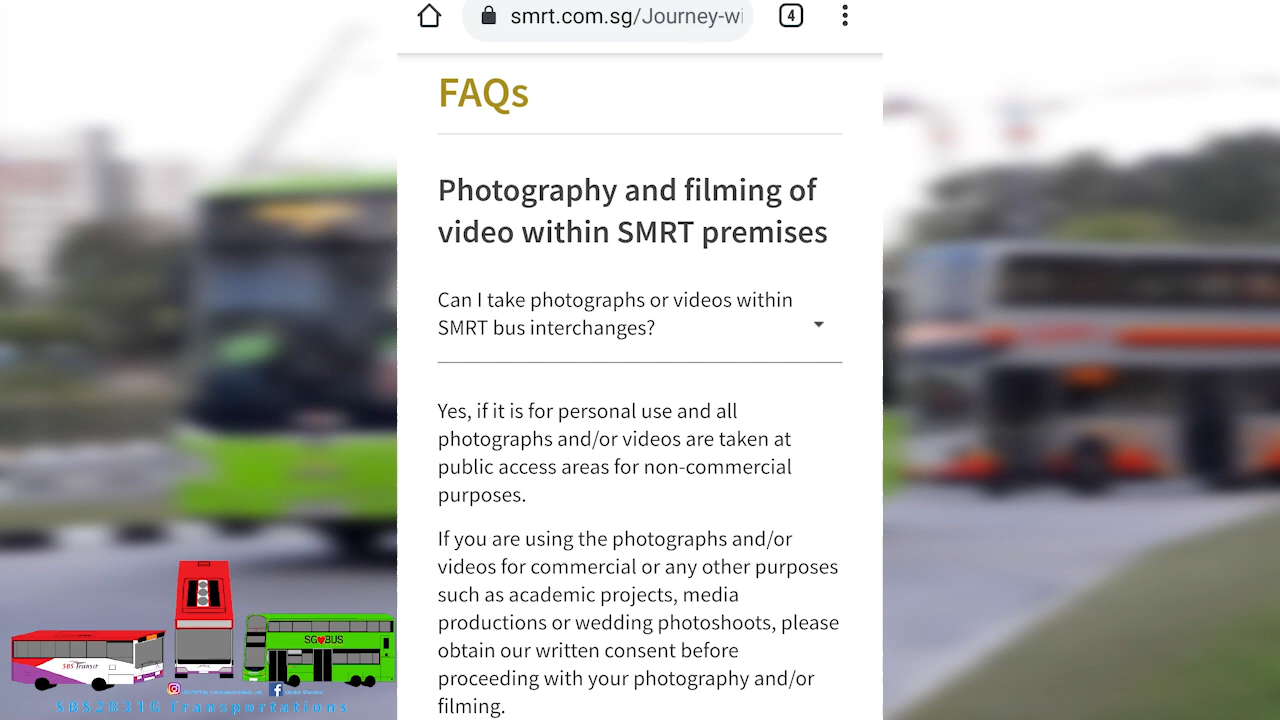 smrt.com.sg/Journey-wi
4
FAQs
Photography and filming of
video within SMRT premises
Can I take photographs or videos within
SMRT bus interchanges?
Yes, if it is for personal use and all
photographs and/or videos are taken at
public access areas for non-commercial
purposes.
If you are using the photographs and/or
videos for commercial or any other purposes
such as academic projects, media
productions or wedding photoshoots, please
obtain our written consent before
proceeding with your photography and/or
filming.
SG♥BUS
SBS Transit
SBS2831G Transportations